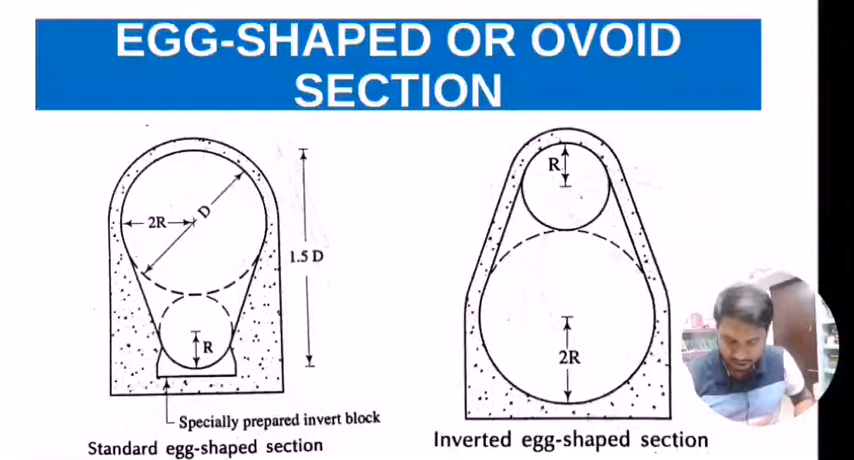 EGG-SHAPED OR OVOID
SECTION
2R
D
1.5 D
R
Specially prepared invert block
Standard egg-shaped section
R
2R
Inverted egg-shaped section